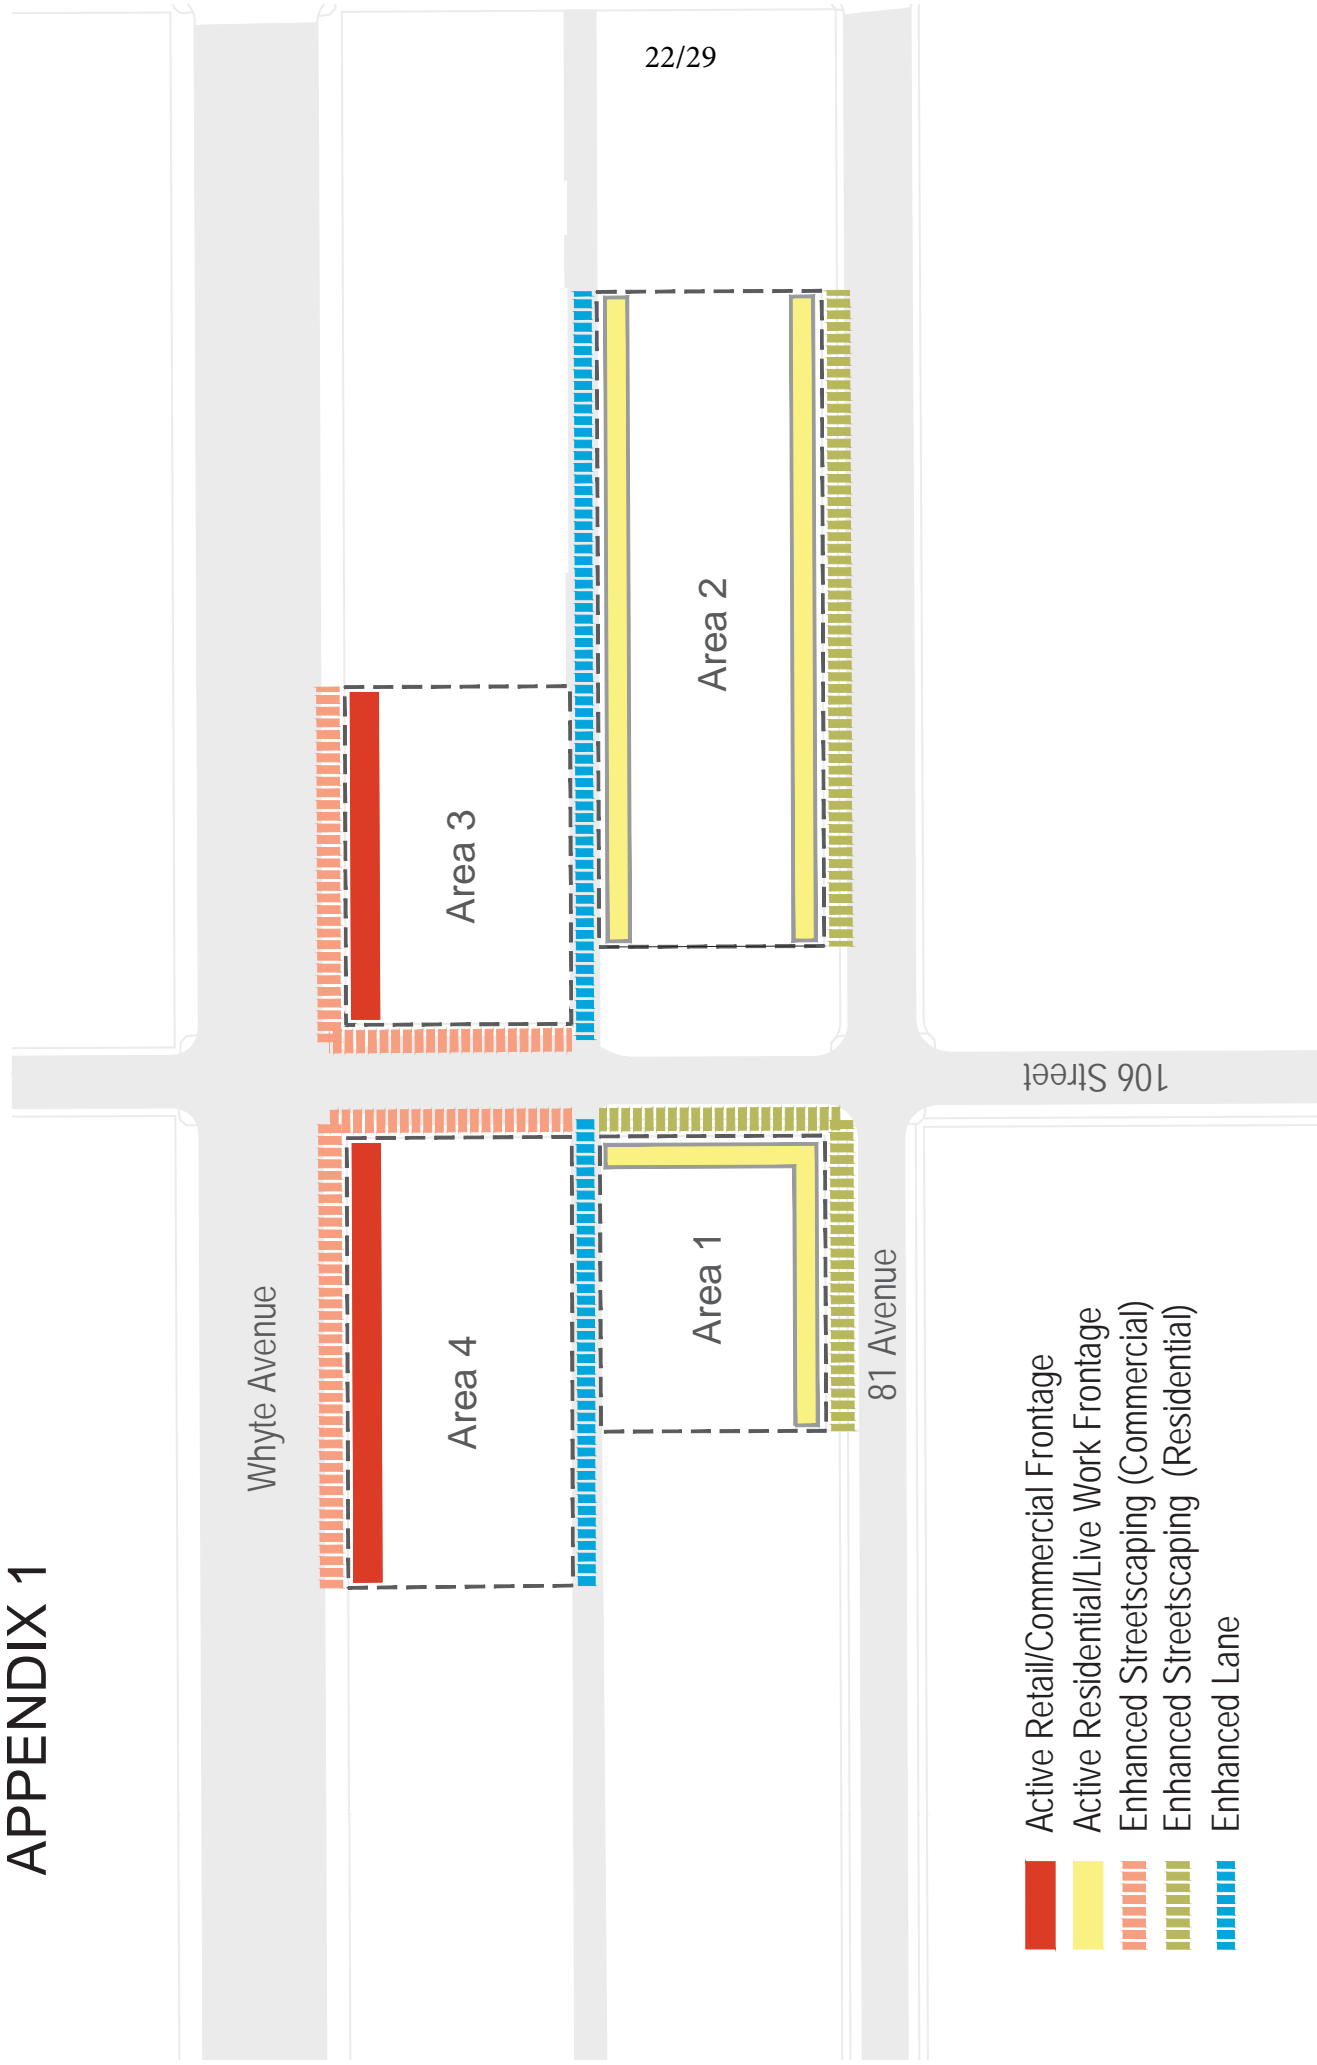 22/29
APPENDIX 1
Whyte Avenue
Area 4
Area 3
Area 1
Area 2
81 Avenue
106 Street
Active Retail/Commercial Frontage
Active Residential/Live Work Frontage
Enhanced Streetscaping (Commercial)
Enhanced Streetscaping (Residential)
Enhanced Lane